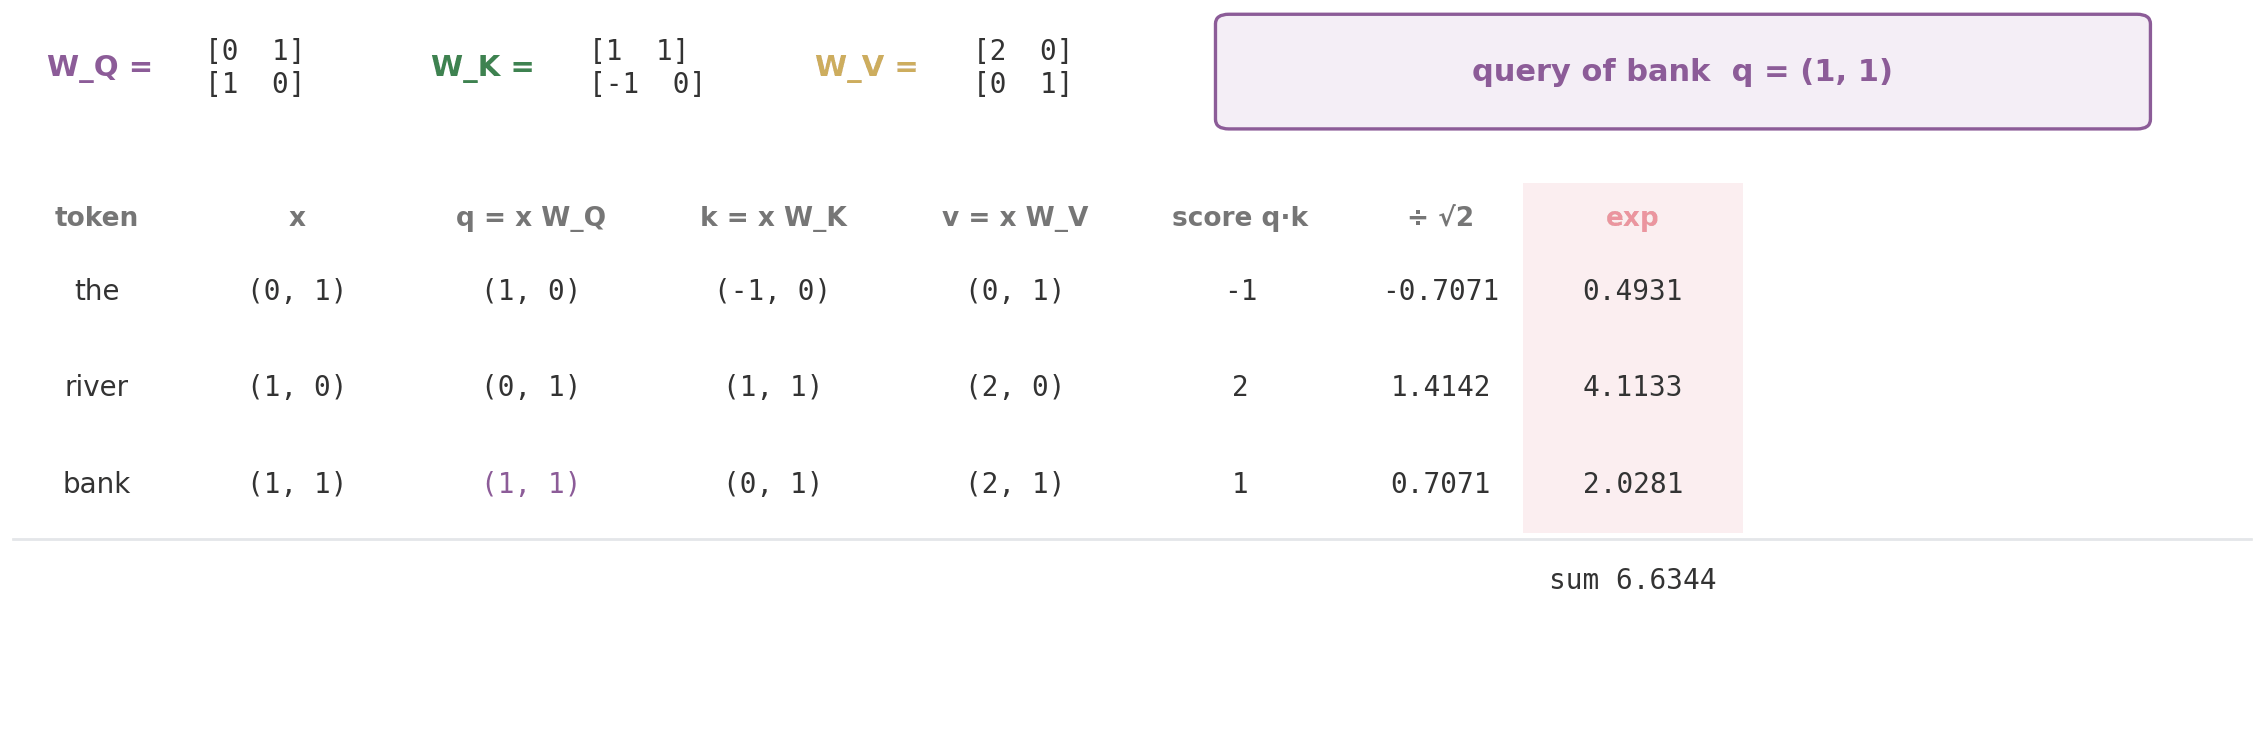 W_Q = [0  1]
[1  0]
W_K = [1  1]
[-1  0]
W_V = [2  0]
[0  1]
query of bank  q = (1, 1)
token x q = x W_Q k = x W_K v = x W_V score q·k ÷ √2 exp
the (0, 1) (1, 0) (-1, 0) (0, 1) -1 -0.7071 0.4931
river (1, 0) (0, 1) (1, 1) (2, 0) 2 1.4142 4.1133
bank (1, 1) (1, 1) (0, 1) (2, 1) 1 0.7071 2.0281
sum 6.6344